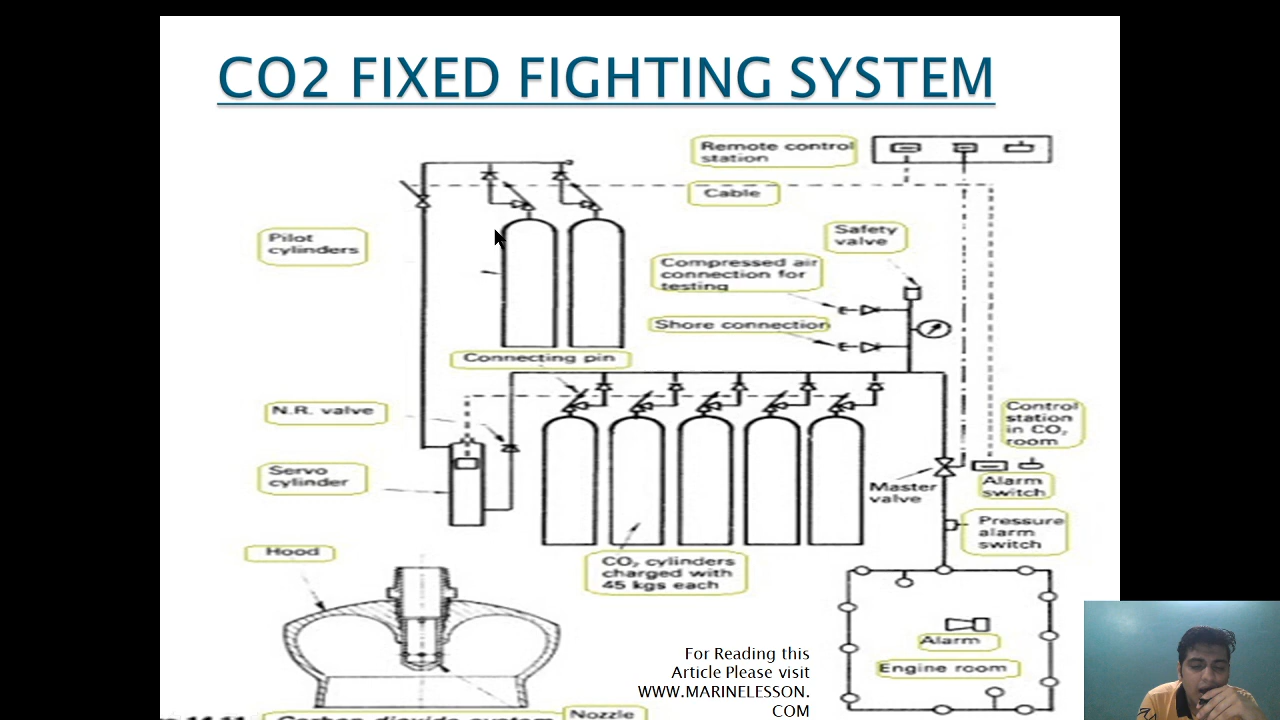 CO2 FIXED FIGHTING SYSTEM
Remote control
station
Cable
Safety
valve
Pilot
cylinders
Compressed air
connection for
testing
Shore connection
Connecting pin
N.R. valve
Control
station
in CO₂
room
Servo
cylinder
Master
valve
Alarm
switch
Pressure
alarm
switch
Hood
CO₂ cylinders
charged with
45 kgs each
Alarm
Engine room
For Reading this
Article Please visit
WWW.MARINELESSON.
COM
Nozzle
Carbon dioxide system